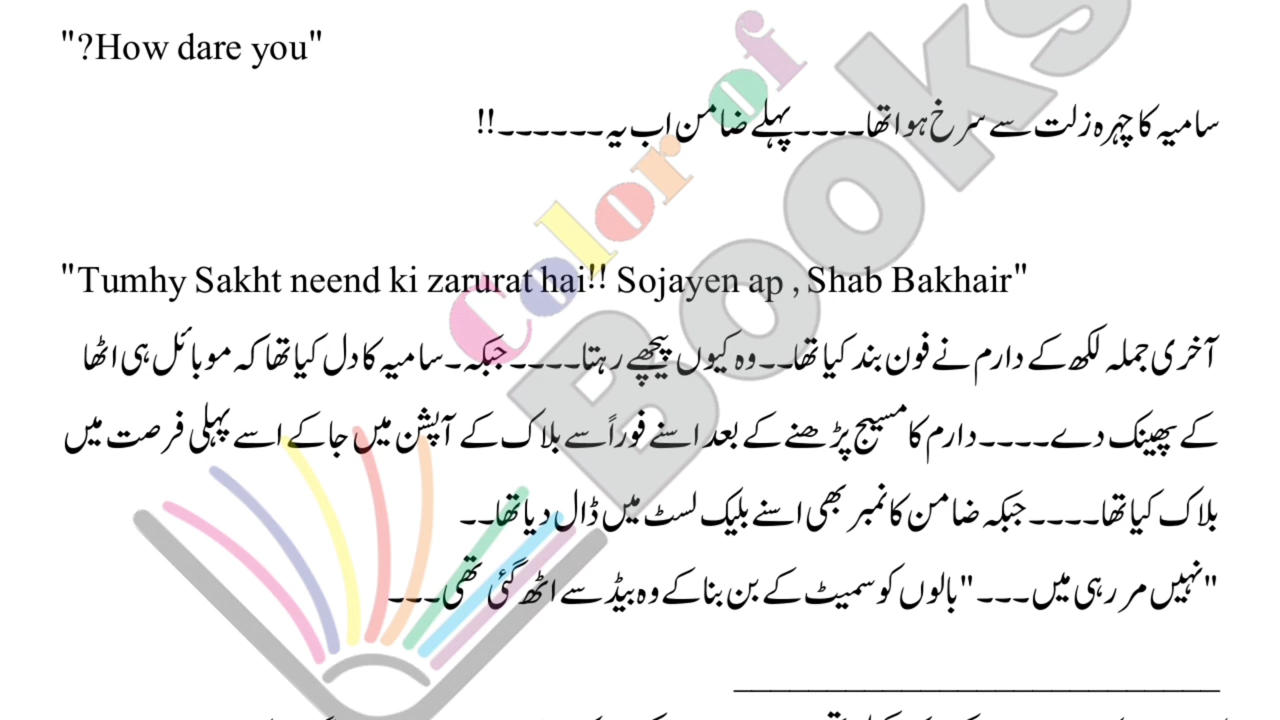 "?How dare you"
سامیہ کا چہرہ زلت سے سرخ ہوا تھا۔۔۔۔پہلے ضامن اب یہ۔۔۔۔۔۔!!
"Tumhy Sakht neend ki zarurat hai!! Sojayen ap , Shab Bakhair"
آخری جملہ لکھ کے دارم نے فون بند کیا تھا۔۔وہ کیوں پیچھے رہتا۔۔۔۔جبکہ۔سامیہ کا دل کیا تھا کہ موبائل ہی اٹھا
کے پھینک دے۔۔۔۔دارم کا مسیج پڑھنے کے بعد اسنے فوراً سے بلاک کے آپشن میں جاکے اسے پہلی فرصت میں
بلاک کیا تھا۔۔۔۔جبکہ ضامن کا نمبر بھی اسنے بلیک لسٹ میں ڈال دیا تھا۔۔
"نہیں مر رہی میں۔۔۔"بالوں کو سمیٹ کے بن بنا کے وہ بیڈ سے اٹھ گئی تھی۔۔۔
Color of
BOOks